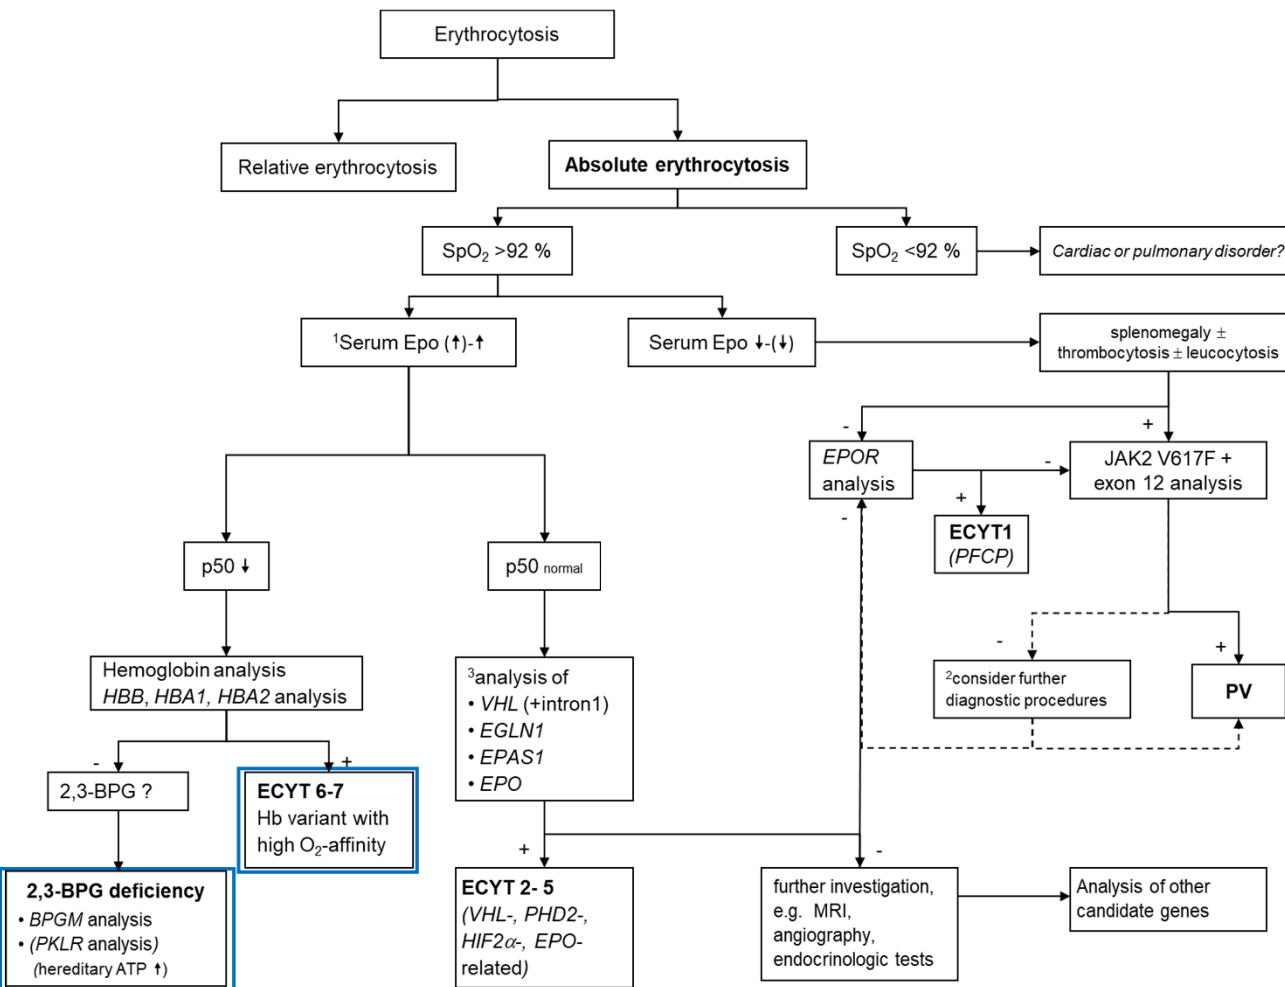 Erythrocytosis
Relative erythrocytosis
Absolute erythrocytosis
SpO₂ >92 %
SpO₂ <92 %
Cardiac or pulmonary disorder?
¹Serum Epo (↑)-↑
Serum Epo ↓-(↓)
splenomegaly ±
thrombocytosis ± leucocytosis
-
+
EPOR
analysis
-
JAK2 V617F +
exon 12 analysis
+
-
ECYT1
(PFCP)
p50 ↓
p50 normal
-
+
Hemoglobin analysis
HBB, HBA1, HBA2 analysis
³analysis of
• VHL (+intron1)
• EGLN1
• EPAS1
• EPO
²consider further
diagnostic procedures
PV
-
+
2,3-BPG ?
ECYT 6-7
Hb variant with
high O₂-affinity
+
-
2,3-BPG deficiency
• BPGM analysis
• (PKLR analysis)
(hereditary ATP ↑)
ECYT 2- 5
(VHL-, PHD2-,
HIF2α-, EPO-
related)
further investigation,
e.g. MRI,
angiography,
endocrinologic tests
Analysis of other
candidate genes